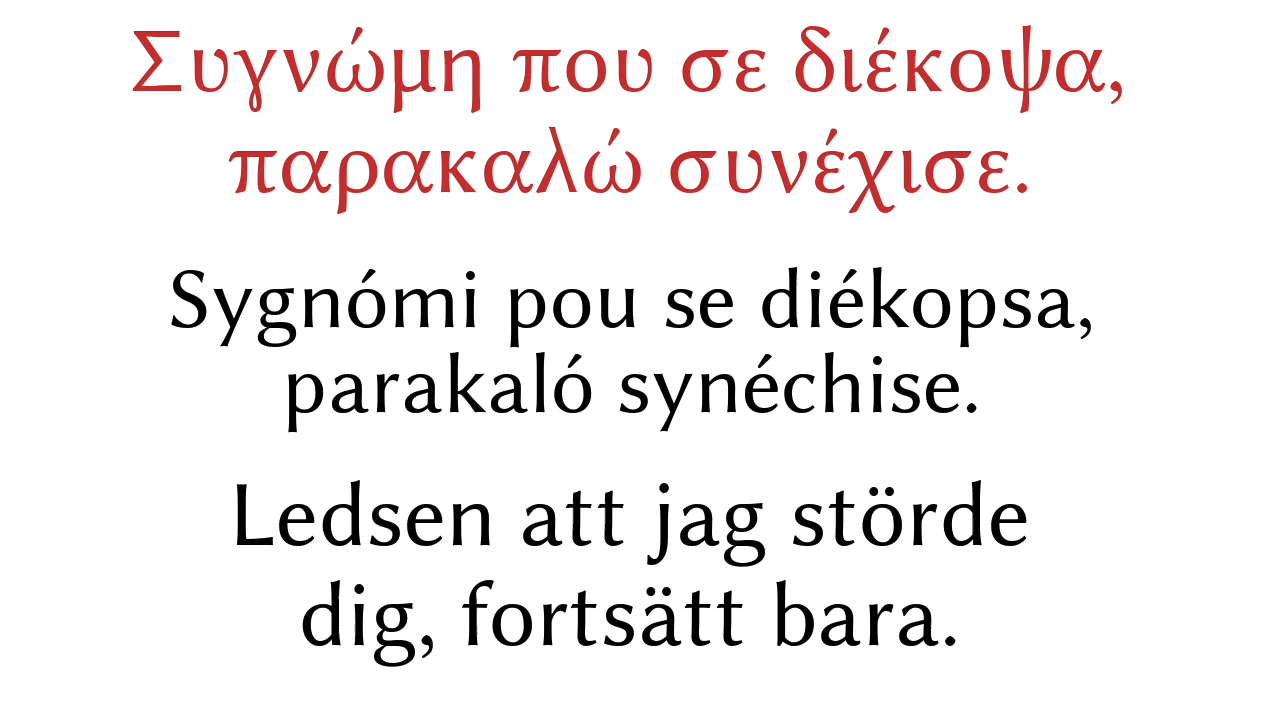 Συγνώμη που σε διέκοψα,
παρακαλώ συνέχισε.
Sygnómi pou se diékopsa,
parakaló synéchise.
Ledsen att jag störde
dig, fortsätt bara.